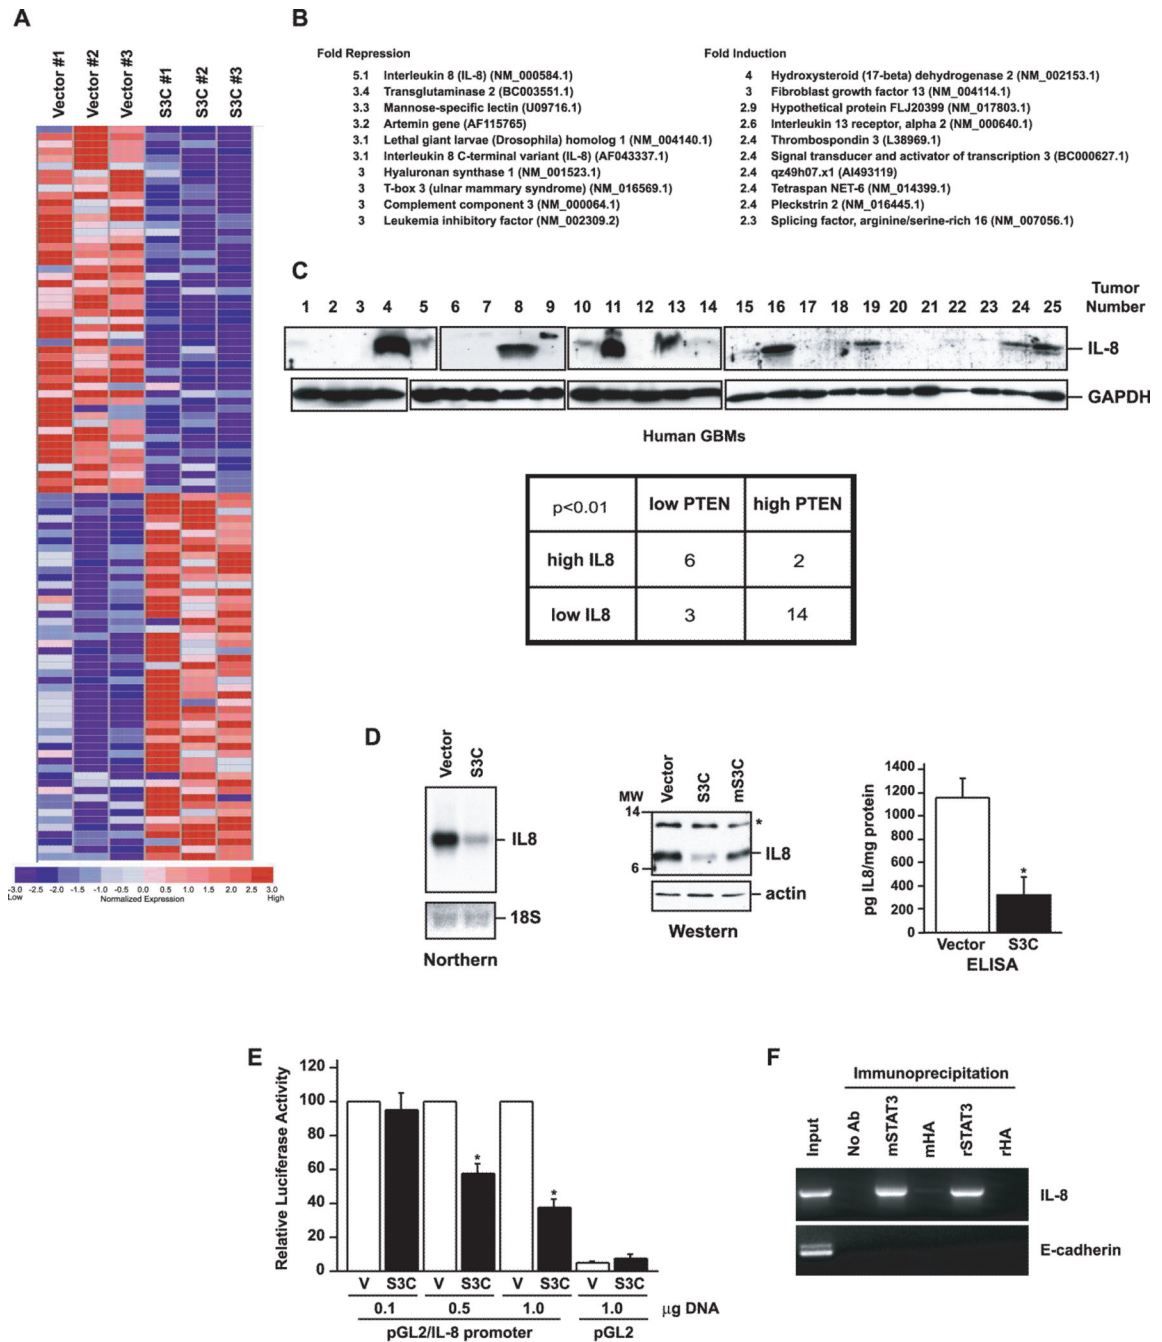 A
Vector #1
Vector #2
Vector #3
S3C #1
S3C #2
S3C #3
-3.0 -2.5 -2.0 -1.5 -1.0 -0.5 0.0 0.5 1.0 1.5 2.0 2.5 3.0
Low Normalized Expression High
B
Fold Repression
5.1 Interleukin 8 (IL-8) (NM_000584.1)
3.4 Transglutaminase 2 (BC003551.1)
3.3 Mannose-specific lectin (U09716.1)
3.2 Artemin gene (AF115765)
3.1 Lethal giant larvae (Drosophila) homolog 1 (NM_004140.1)
3.1 Interleukin 8 C-terminal variant (IL-8) (AF043337.1)
3 Hyaluronan synthase 1 (NM_001523.1)
3 T-box 3 (ulnar mammary syndrome) (NM_016569.1)
3 Complement component 3 (NM_000064.1)
3 Leukemia inhibitory factor (NM_002309.2)
Fold Induction
4 Hydroxysteroid (17-beta) dehydrogenase 2 (NM_002153.1)
3 Fibroblast growth factor 13 (NM_004114.1)
2.9 Hypothetical protein FLJ20399 (NM_017803.1)
2.6 Interleukin 13 receptor, alpha 2 (NM_000640.1)
2.4 Thrombospondin 3 (L38969.1)
2.4 Signal transducer and activator of transcription 3 (BC000627.1)
2.4 qz49h07.x1 (AI493119)
2.4 Tetraspan NET-6 (NM_014399.1)
2.4 Pleckstrin 2 (NM_016445.1)
2.3 Splicing factor, arginine/serine-rich 16 (NM_007056.1)
C
1 2 3 4 5 6 7 8 9 10 11 12 13 14 15 16 17 18 19 20 21 22 23 24 25
Tumor
Number
IL-8
GAPDH
Human GBMs
p<0.01 low PTEN high PTEN
high IL8 6 2
low IL8 3 14
D
Vector
S3C
IL8
18S
Northern
MW
Vector
S3C
mS3C
14
*
IL8
6
actin
Western
pg IL8/mg protein
1400
1200
1000
800
600
400
200
0
*
Vector S3C
ELISA
E
Relative Luciferase Activity
120
100
80
60
40
20
0
* *
V S3C V S3C V S3C V S3C
0.1 0.5 1.0 1.0 µg DNA
pGL2/IL-8 promoter pGL2
F
Immunoprecipitation
Input
No Ab
mSTAT3
mHA
rSTAT3
rHA
IL-8
E-cadherin